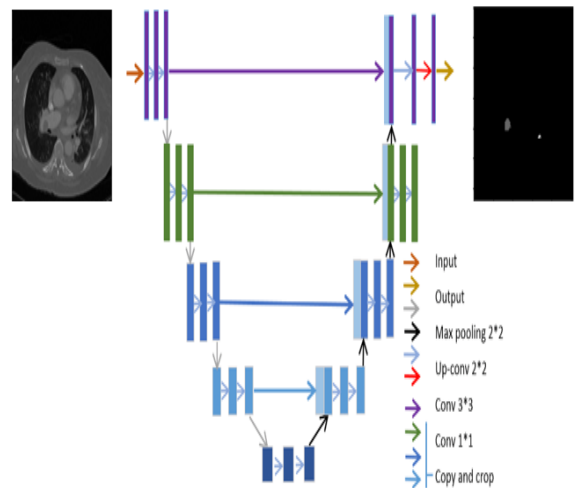 Input
Output
Max pooling 2*2
Up-conv 2*2
Conv 3*3
Conv 1*1
Copy and crop